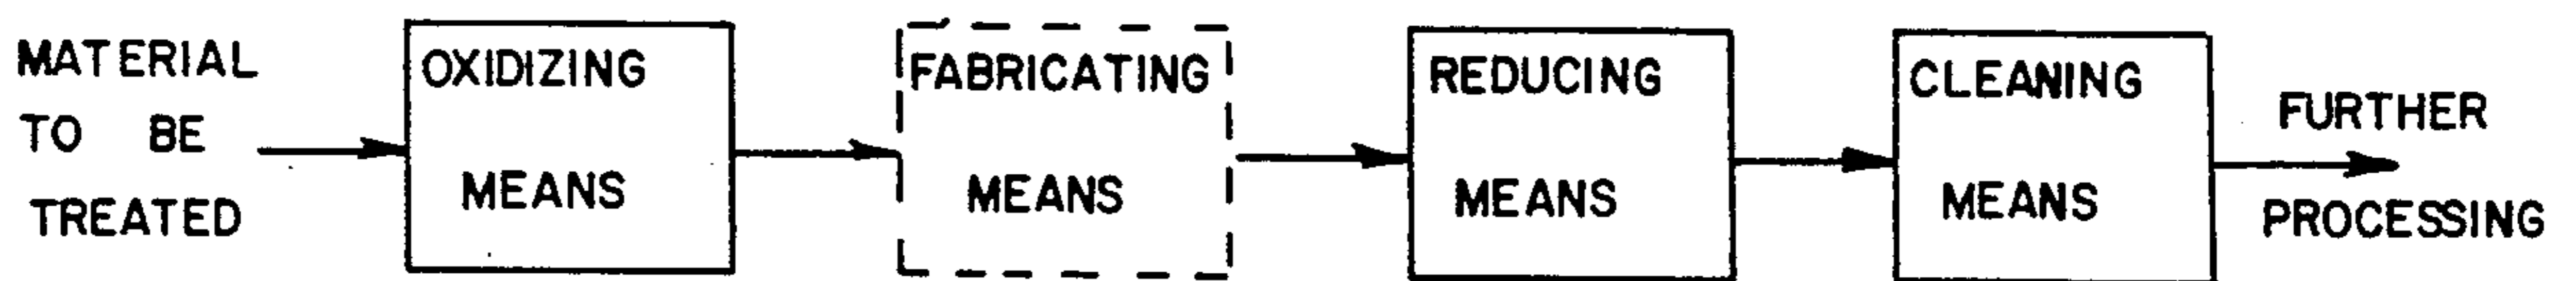 MATERIAL
TO BE
TREATED
OXIDIZING
MEANS
FABRICATING
MEANS
REDUCING
MEANS
CLEANING
MEANS
FURTHER
PROCESSING